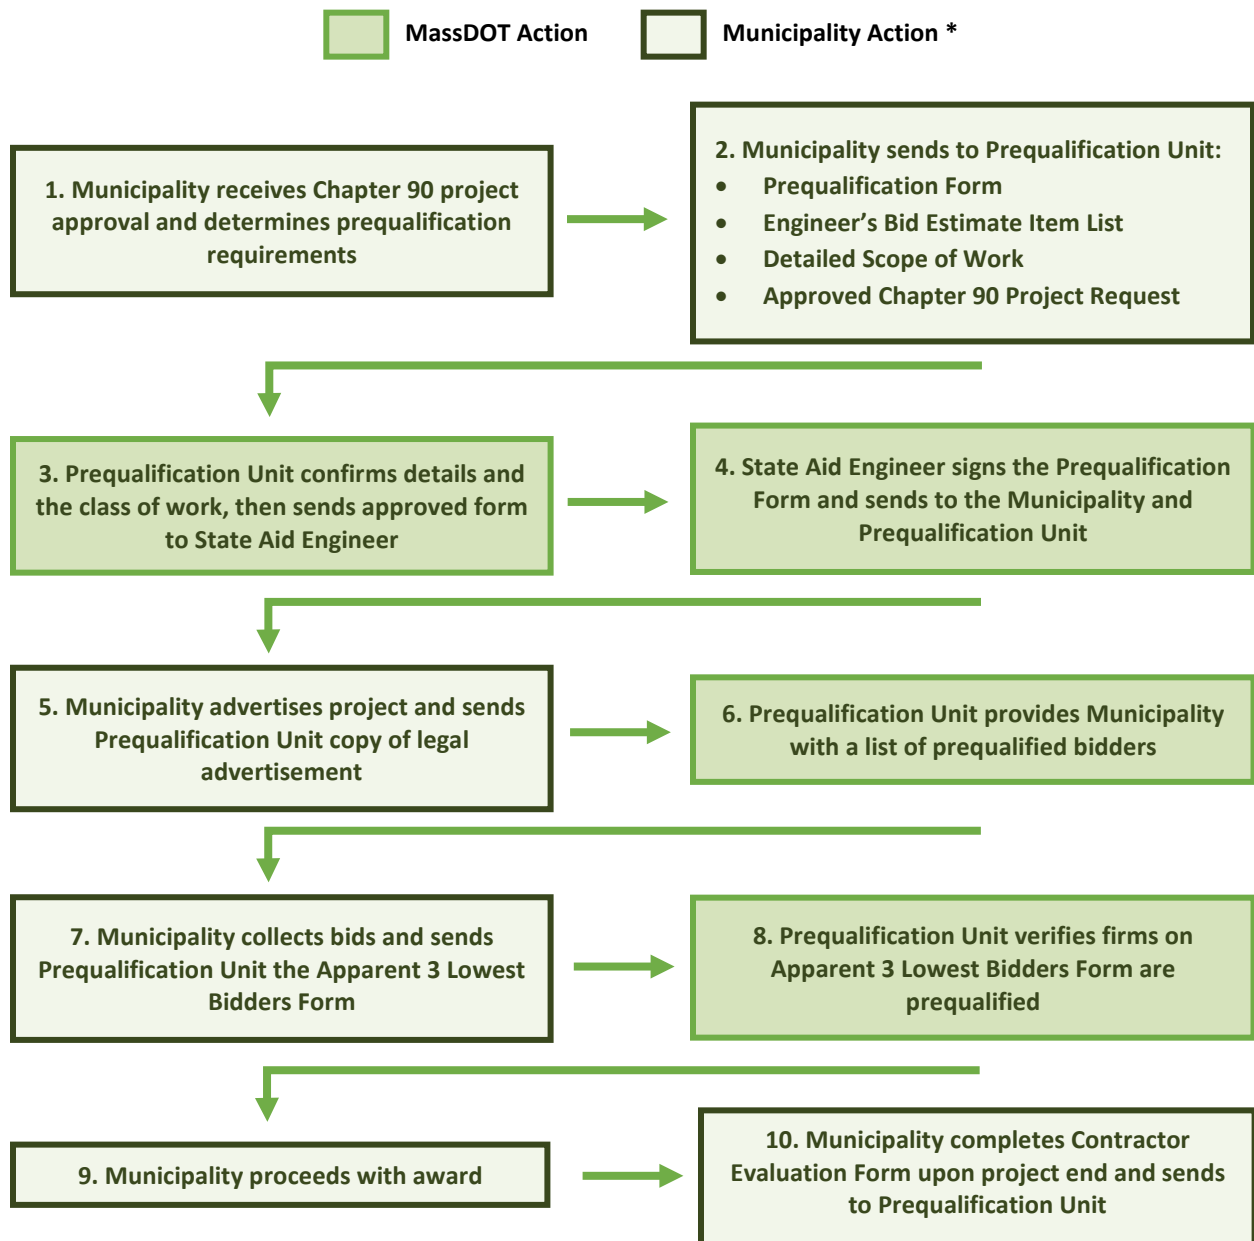 MassDOT Action
Municipality Action *
1. Municipality receives Chapter 90 project
approval and determines prequalification
requirements
2. Municipality sends to Prequalification Unit:
• Prequalification Form
• Engineer’s Bid Estimate Item List
• Detailed Scope of Work
• Approved Chapter 90 Project Request
3. Prequalification Unit confirms details and
the class of work, then sends approved form
to State Aid Engineer
4. State Aid Engineer signs the Prequalification
Form and sends to the Municipality and
Prequalification Unit
5. Municipality advertises project and sends
Prequalification Unit copy of legal
advertisement
6. Prequalification Unit provides Municipality
with a list of prequalified bidders
7. Municipality collects bids and sends
Prequalification Unit the Apparent 3 Lowest
Bidders Form
8. Prequalification Unit verifies firms on
Apparent 3 Lowest Bidders Form are
prequalified
9. Municipality proceeds with award
10. Municipality completes Contractor
Evaluation Form upon project end and sends
to Prequalification Unit